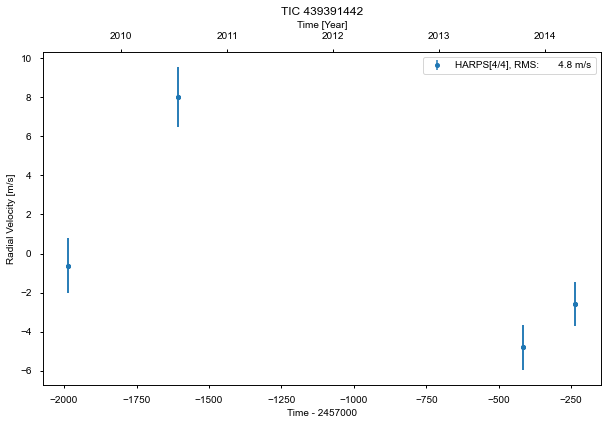 TIC 439391442
Time [Year]
2010 2011 2012 2013 2014
HARPS[4/4], RMS: 4.8 m/s
Radial Velocity [m/s]
10
8
6
4
2
0
−2
−4
−6
−2000 −1750 −1500 −1250 −1000 −750 −500 −250
Time - 2457000